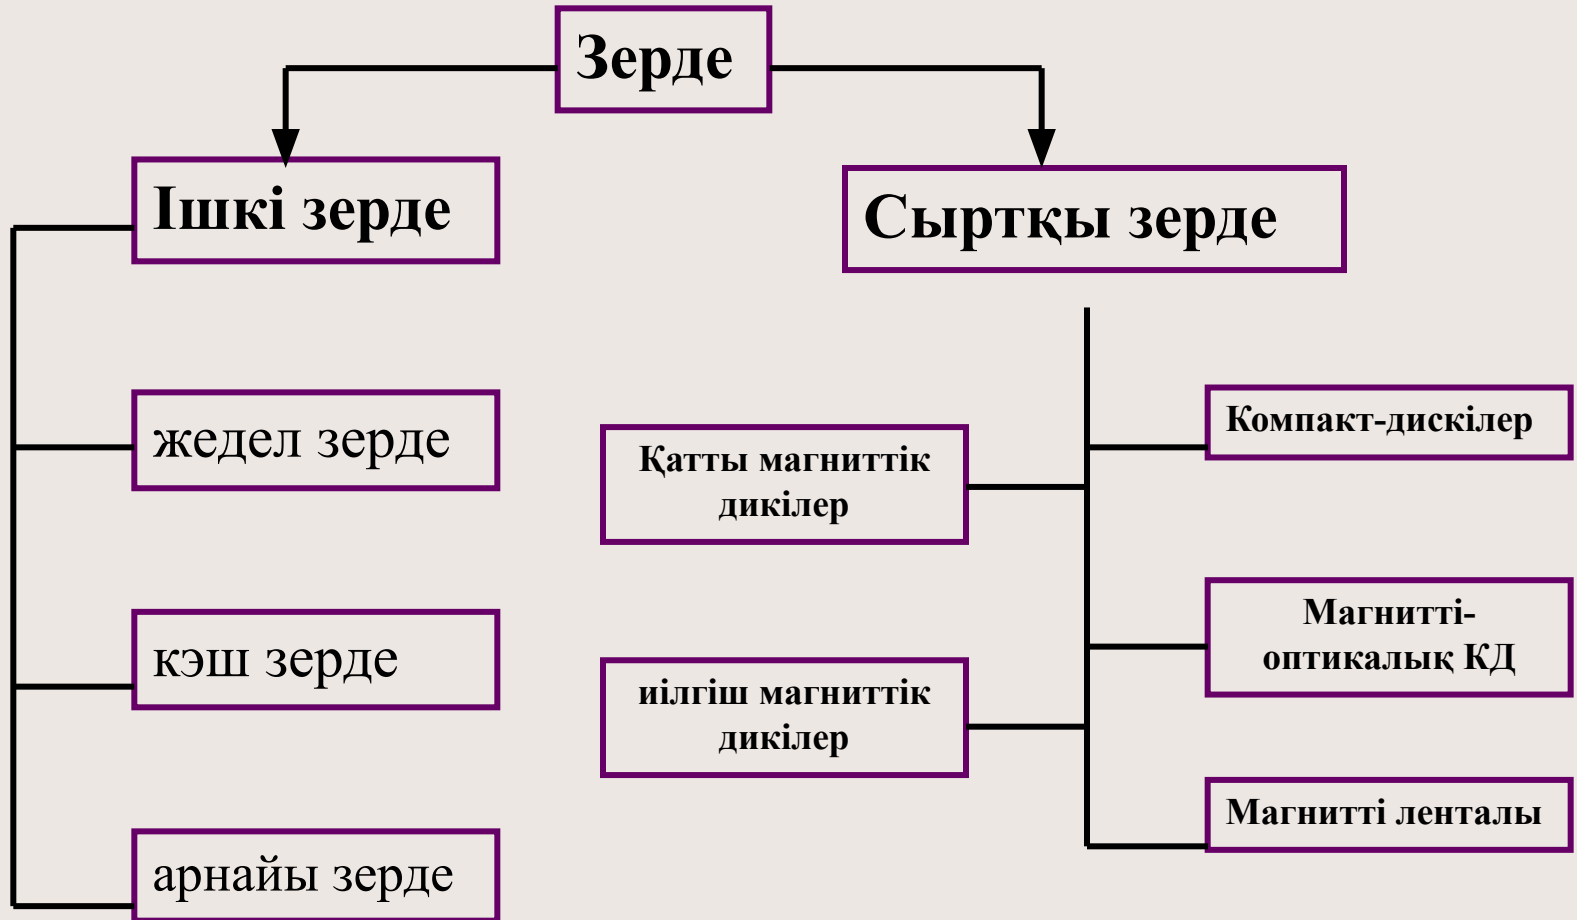 Зерде
Ішкі зерде
Сыртқы зерде
жедел зерде
кэш зерде
арнайы зерде
Қатты магниттік
дикілер
иілгіш магниттік
дикілер
Компакт-дискілер
Магнитті-
оптикалық КД
Магнитті ленталы